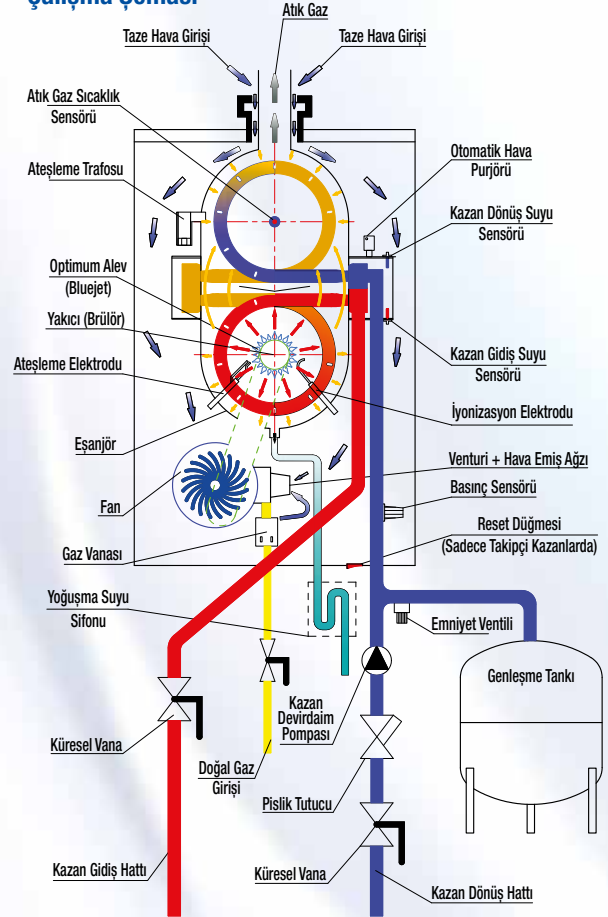 Çalışma Şeması
Atık Gaz
Taze Hava Girişi
Taze Hava Girişi
Atık Gaz Sıcaklık
Sensörü
Otomatik Hava
Purjörü
Ateşleme Trafosu
Kazan Dönüş Suyu
Sensörü
Optimum Alev
(Bluejet)
Yakıcı (Brülör)
Kazan Gidiş Suyu
Sensörü
Ateşleme Elektrodu
İyonizasyon Elektrodu
Eşanjör
Venturi + Hava Emiş Ağzı
Basınç Sensörü
Fan
Reset Düğmesi
(Sadece Takipçi Kazanlarda)
Gaz Vanası
Yoğuşma Suyu
Sifonu
Emniyet Ventili
Genleşme Tankı
Kazan
Devirdaim
Pompası
Küresel Vana
Doğal Gaz
Girişi
Pislik Tutucu
Kazan Gidiş Hattı
Küresel Vana
Kazan Dönüş Hattı